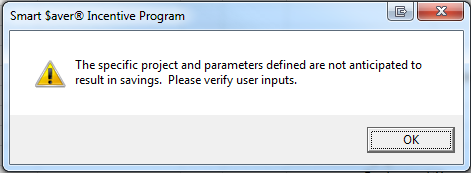 Smart $aver® Incentive Program
The specific project and parameters defined are not anticipated to
result in savings.  Please verify user inputs.
OK